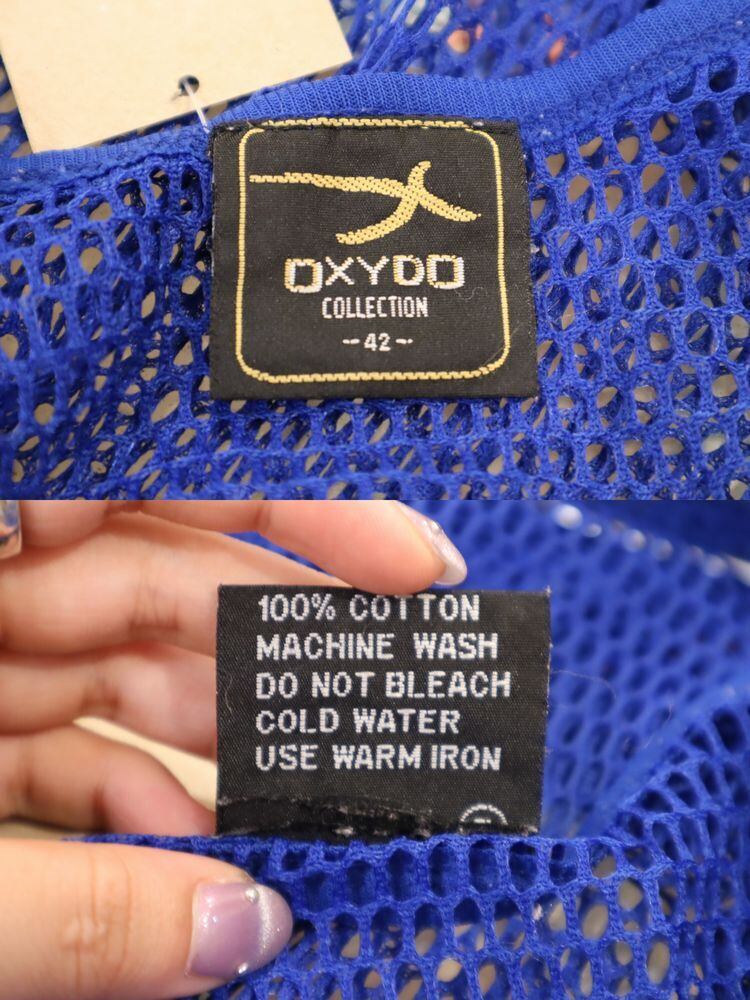 OXYDO
COLLECTION
-42-
100% COTTON
MACHINE WASH
DO NOT BLEACH
COLD WATER
USE WARM IRON